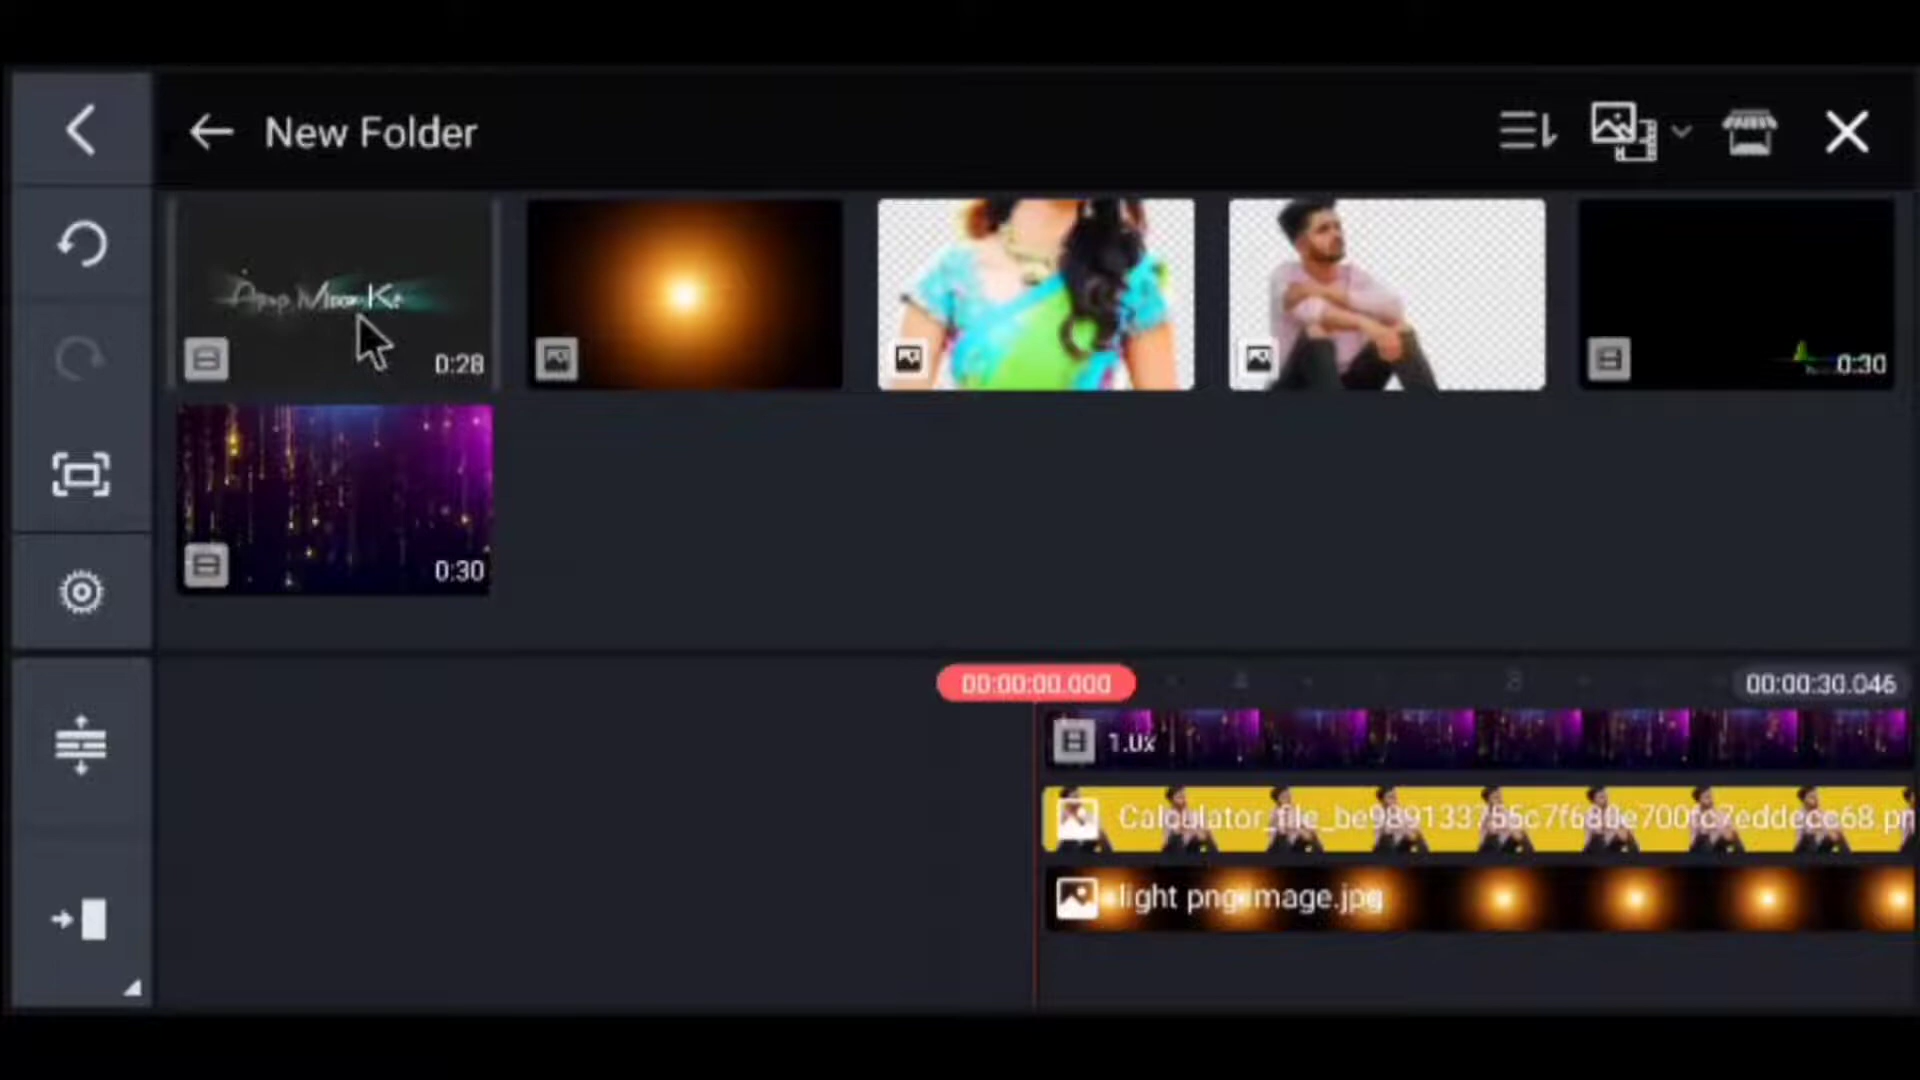 New Folder
0:28
0:30
0:30
00:00:00.000
00:00:30.046
1.0x
Calculator_file_be989133755c7f680e700fc7eddecc68.pn
light png image.jpg